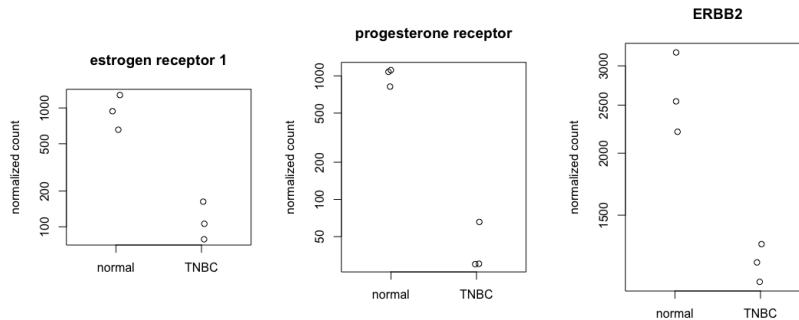 estrogen receptor 1
normalized count
1000
500
200
100
normal TNBC
progesterone receptor
normalized count
1000
500
100
50
normal TNBC
ERBB2
normalized count
3000
2500
2000
1500
normal TNBC